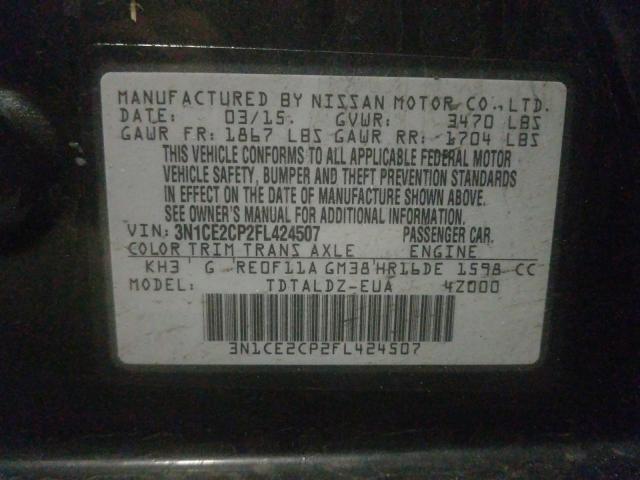 MANUFACTURED BY NISSAN MOTOR CO., LTD.
DATE: 03/15 GVWR: 3470 LBS
GAWR FR: 1867 LBS GAWR RR: 1704 LBS
THIS VEHICLE CONFORMS TO ALL APPLICABLE FEDERAL MOTOR
VEHICLE SAFETY, BUMPER AND THEFT PREVENTION STANDARDS
IN EFFECT ON THE DATE OF MANUFACTURE SHOWN ABOVE.
SEE OWNER'S MANUAL FOR ADDITIONAL INFORMATION.
VIN: 3N1CE2CP2FL424507 PASSENGER CAR.
COLOR TRIM TRANS AXLE ENGINE
KH3 G RE0F11A GM38 HR16DE 1598 CC
MODEL: TDTALDZ-EUA 4Z000
3N1CE2CP2FL424507